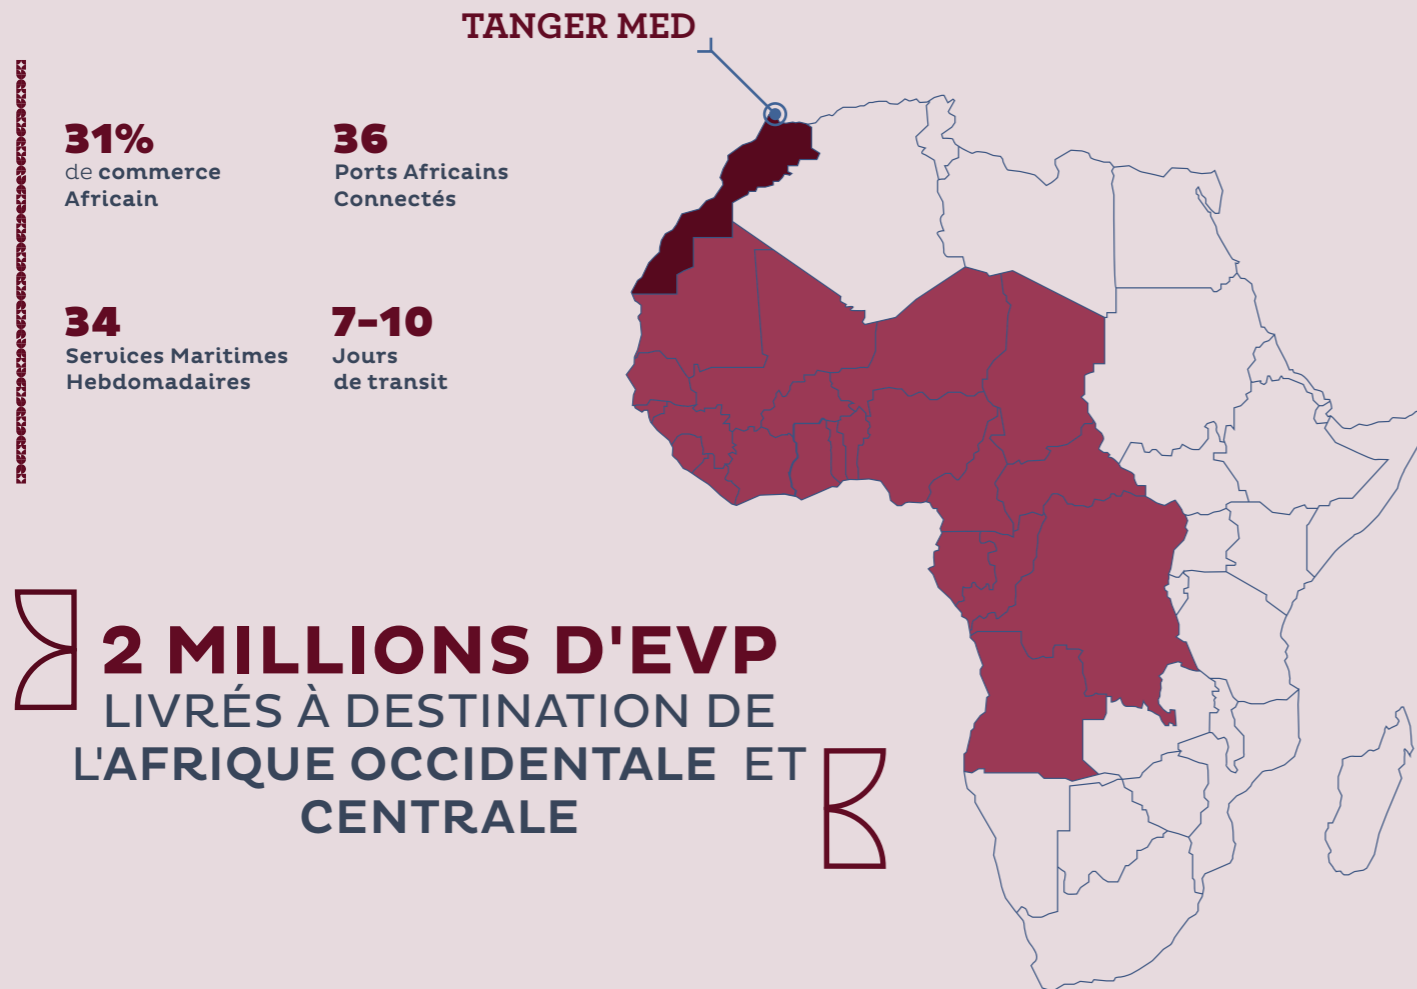 TANGER MED
31%
de commerce
Africain
36
Ports Africains
Connectés
34
Services Maritimes
Hebdomadaires
7-10
Jours
de transit
2 MILLIONS D'EVP
LIVRÉS À DESTINATION DE
L'AFRIQUE OCCIDENTALE ET
CENTRALE